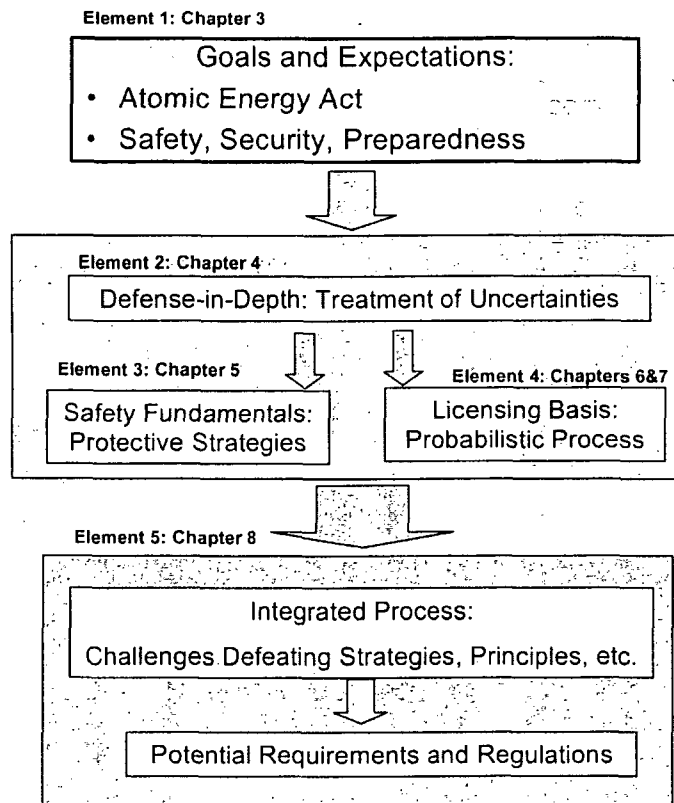 Element 1: Chapter 3
Goals and Expectations:
• Atomic Energy Act
• Safety, Security, Preparedness
Element 2: Chapter 4
Defense-in-Depth: Treatment of Uncertainties
Element 3: Chapter 5
Safety Fundamentals:
Protective Strategies
Element 4: Chapters 6&7
Licensing Basis:
Probabilistic Process
Element 5: Chapter 8
Integrated Process:
Challenges Defeating Strategies, Principles, etc.
Potential Requirements and Regulations